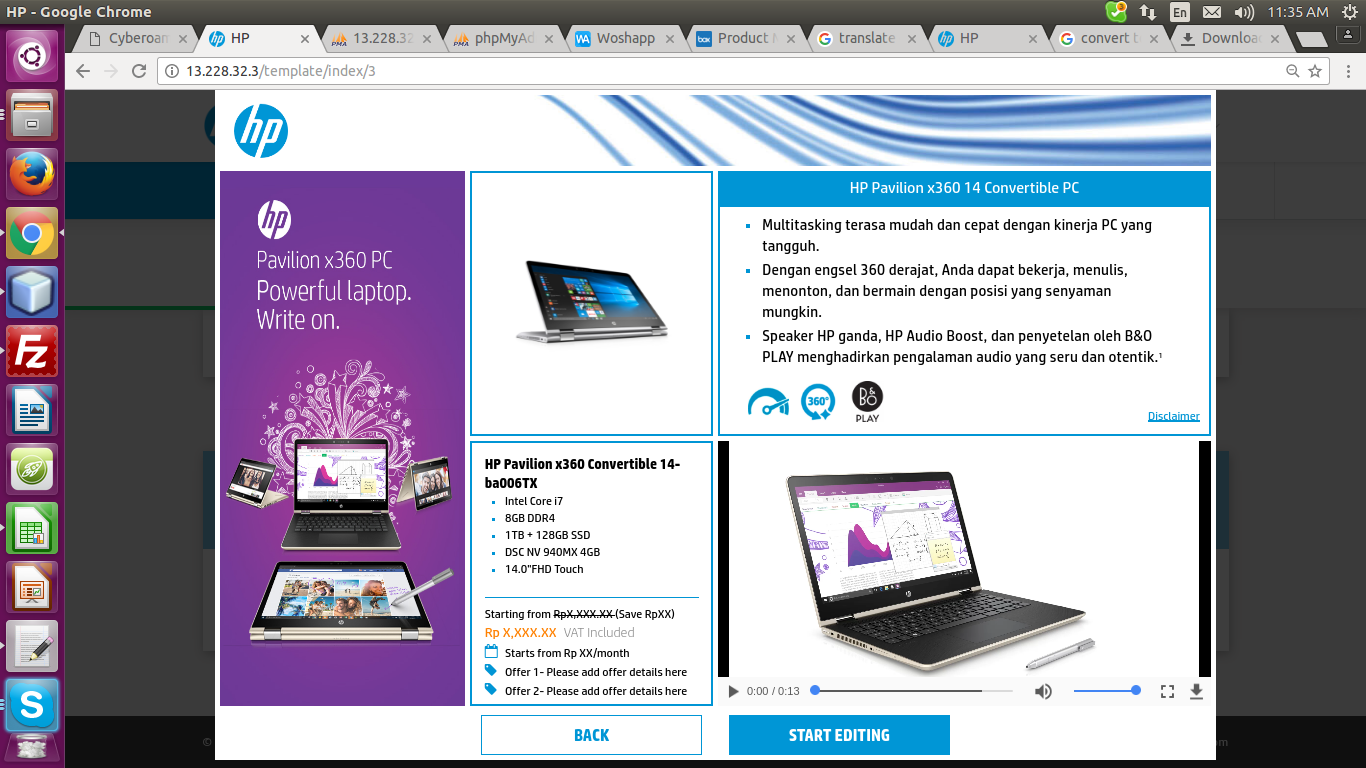 HP - Google Chrome
En
11:35 AM
Cyberoam
HP
13.228.32
phpMyAd
Woshapp
Product M
translate
HP
convert t
Downloa
13.228.32.3/template/index/3
hp
hp
Pavilion x360 PC
Powerful laptop.
Write on.
HP Pavilion x360 14 Convertible PC
Multitasking terasa mudah dan cepat dengan kinerja PC yang
tangguh.
Dengan engsel 360 derajat, Anda dapat bekerja, menulis,
menonton, dan bermain dengan posisi yang senyaman
mungkin.
Speaker HP ganda, HP Audio Boost, dan penyetelan oleh B&O
PLAY menghadirkan pengalaman audio yang seru dan otentik.¹
360°
B&O
PLAY
Disclaimer
HP Pavilion x360 Convertible 14-
ba006TX
Intel Core i7
8GB DDR4
1TB + 128GB SSD
DSC NV 940MX 4GB
14.0"FHD Touch
Starting from RpX,XXX.XX (Save RpXX)
Rp X,XXX.XX VAT Included
Starts from Rp XX/month
Offer 1- Please add offer details here
Offer 2- Please add offer details here
0:00 / 0:13
BACK
START EDITING